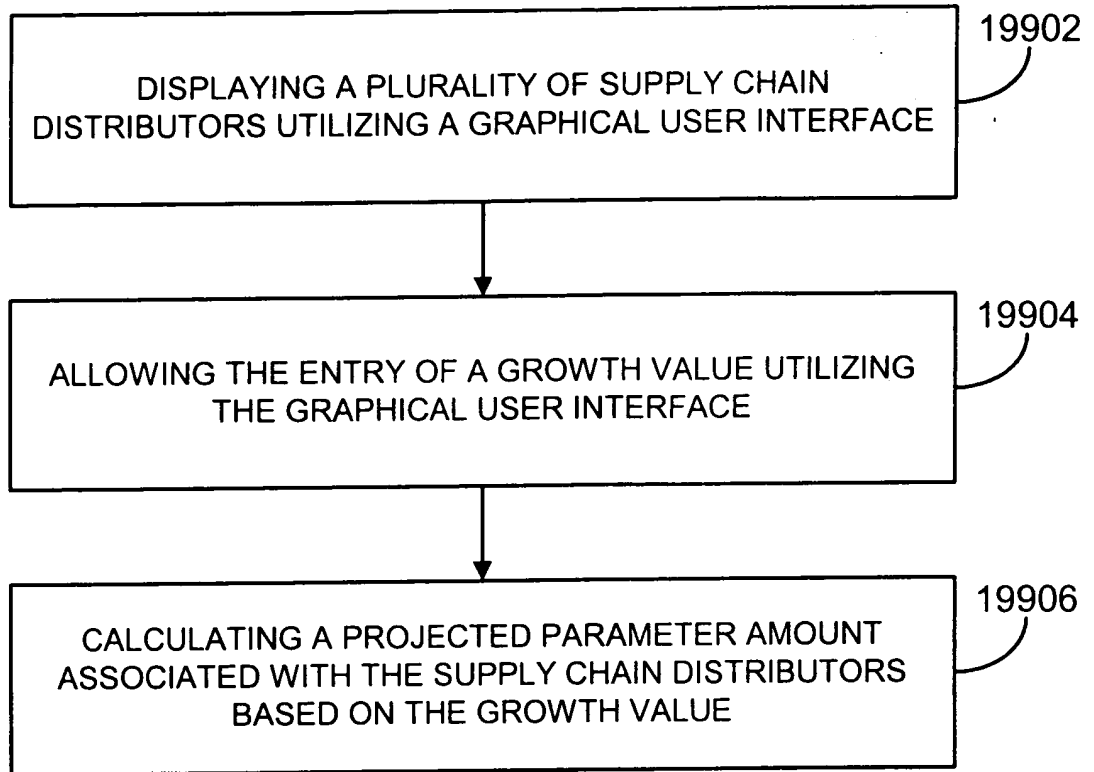 19902
DISPLAYING A PLURALITY OF SUPPLY CHAIN
DISTRIBUTORS UTILIZING A GRAPHICAL USER INTERFACE
19904
ALLOWING THE ENTRY OF A GROWTH VALUE UTILIZING
THE GRAPHICAL USER INTERFACE
19906
CALCULATING A PROJECTED PARAMETER AMOUNT
ASSOCIATED WITH THE SUPPLY CHAIN DISTRIBUTORS
BASED ON THE GROWTH VALUE